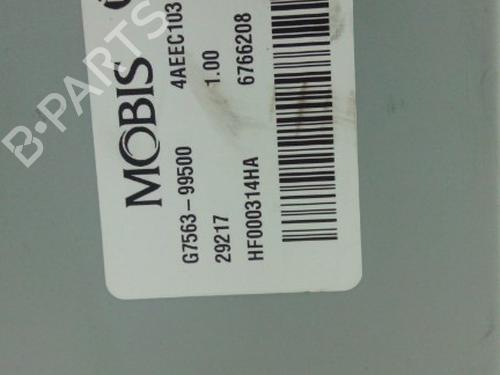 MOBIS
G7563-99500 4AEEC103
29217 1.00
HF000314HA 6766208
B-PARTS